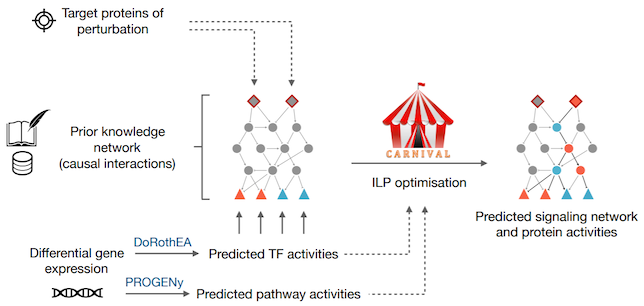 Target proteins of
perturbation
Prior knowledge
network
(causal interactions)
CARNIVAL
ILP optimisation
Predicted signaling network
and protein activities
Differential gene
expression
DoRothEA
Predicted TF activities
PROGENy
Predicted pathway activities